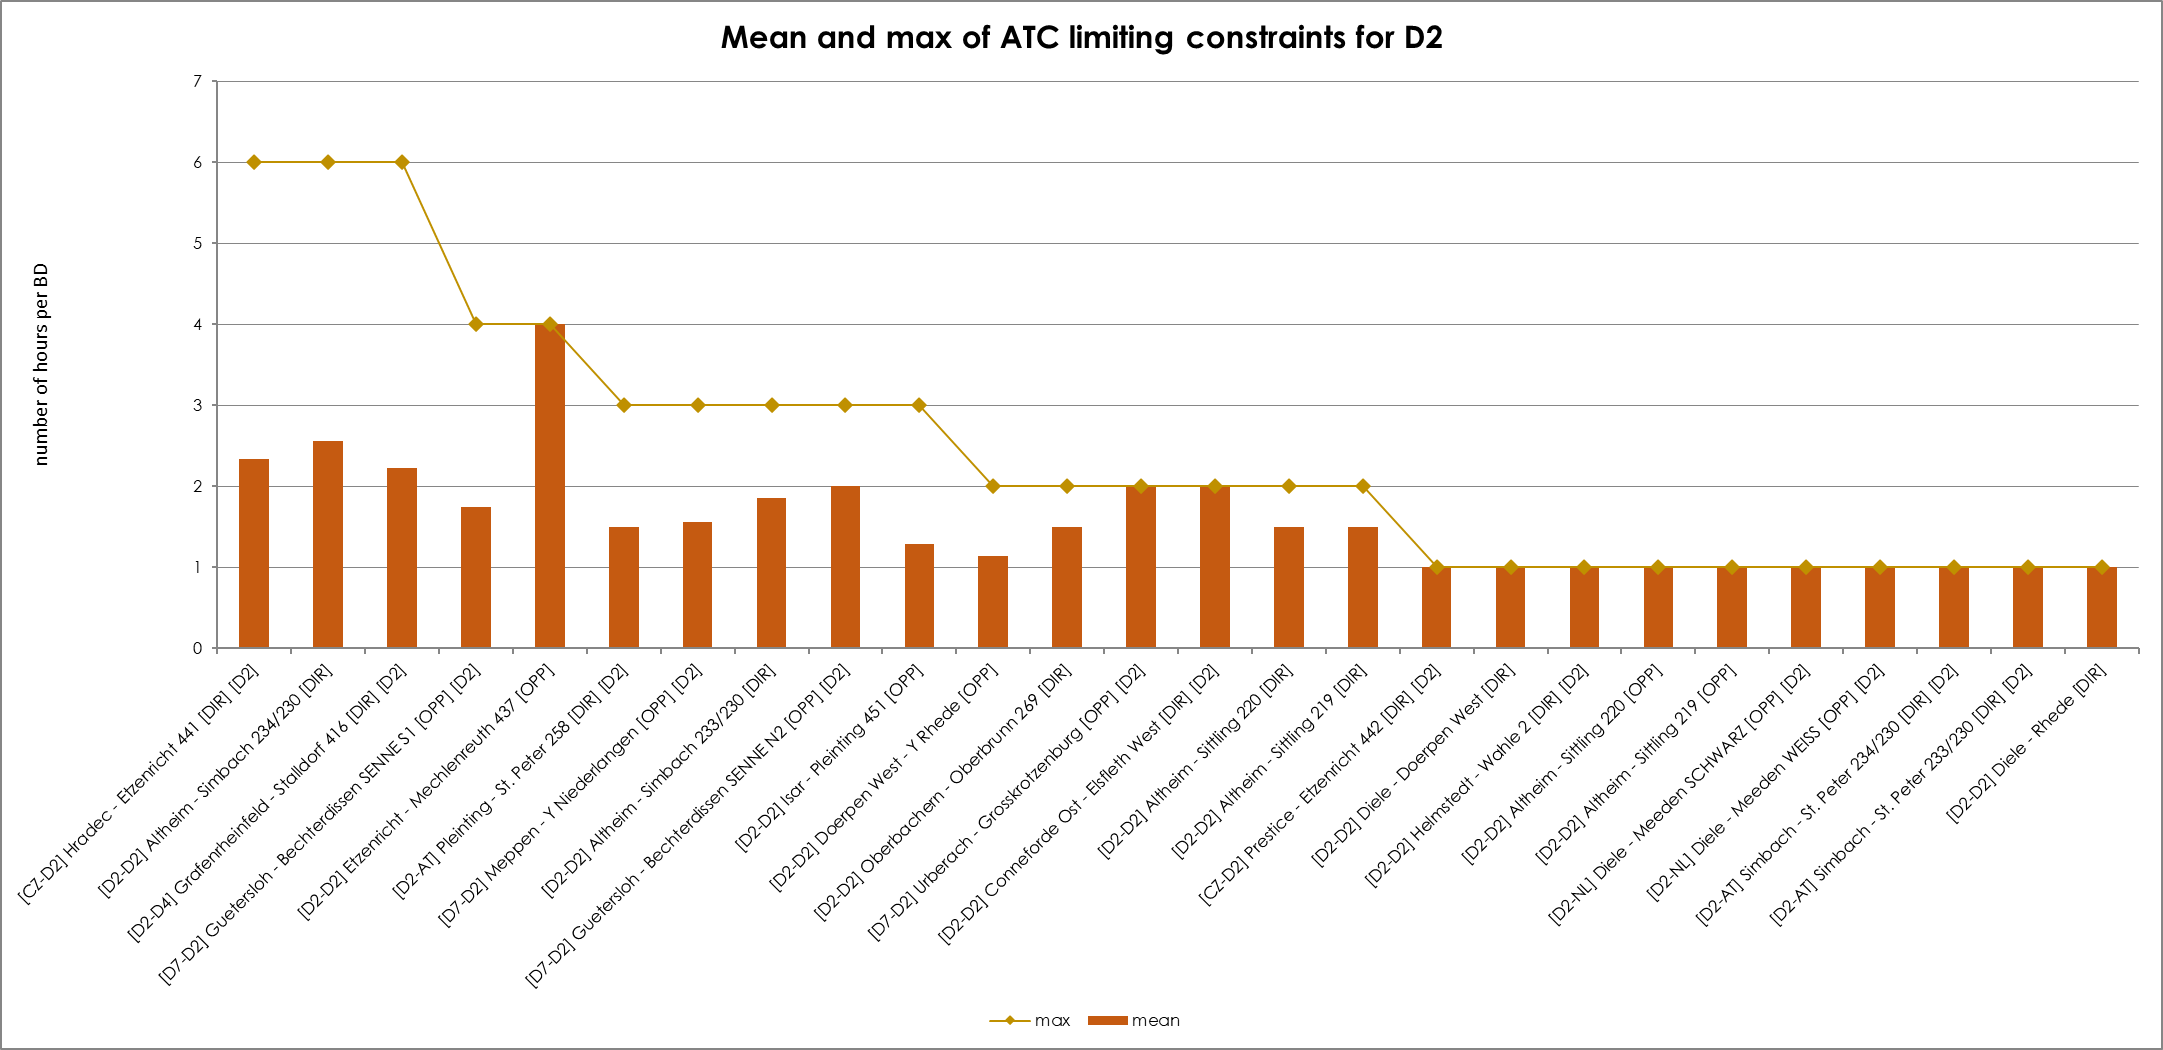 Mean and max of ATC limiting constraints for D2
number of hours per BD
7
6
5
4
3
2
1
0
[CZ-D2] Hradec - Etzenricht 441 [DIR] [D2]
[D2-D2] Altheim - Simbach 234/230 [DIR]
[D2-D4] Grafenrheinfeld - Stalldorf 416 [DIR] [D2]
[D7-D2] Guetersloh - Bechterdissen SENNE S1 [OPP] [D2]
[D2-D2] Etzenricht - Mechlenreuth 437 [OPP]
[D2-AT] Pleinting - St. Peter 258 [DIR] [D2]
[D7-D2] Meppen - Y Niederlangen [OPP] [D2]
[D2-D2] Altheim - Simbach 233/230 [DIR]
[D7-D2] Guetersloh - Bechterdissen SENNE N2 [OPP] [D2]
[D2-D2] Isar - Pleinting 451 [OPP]
[D2-D2] Doerpen West - Y Rhede [OPP]
[D2-D2] Oberbachern - Oberbrunn 269 [DIR]
[D7-D2] Urberach - Grosskrotzenburg [OPP] [D2]
[D2-D2] Conneforde Ost - Elsfleth West [DIR] [D2]
[D2-D2] Altheim - Sittling 220 [DIR]
[D2-D2] Altheim - Sittling 219 [DIR]
[CZ-D2] Prestice - Etzenricht 442 [DIR] [D2]
[D2-D2] Diele - Doerpen West [DIR]
[D2-D2] Helmstedt - Wahle 2 [DIR] [D2]
[D2-D2] Altheim - Sittling 220 [OPP]
[D2-D2] Altheim - Sittling 219 [OPP]
[D2-NL] Diele - Meeden SCHWARZ [OPP] [D2]
[D2-NL] Diele - Meeden WEISS [OPP] [D2]
[D2-AT] Simbach - St. Peter 234/230 [DIR] [D2]
[D2-AT] Simbach - St. Peter 233/230 [DIR] [D2]
[D2-D2] Diele - Rhede [DIR]
max
mean